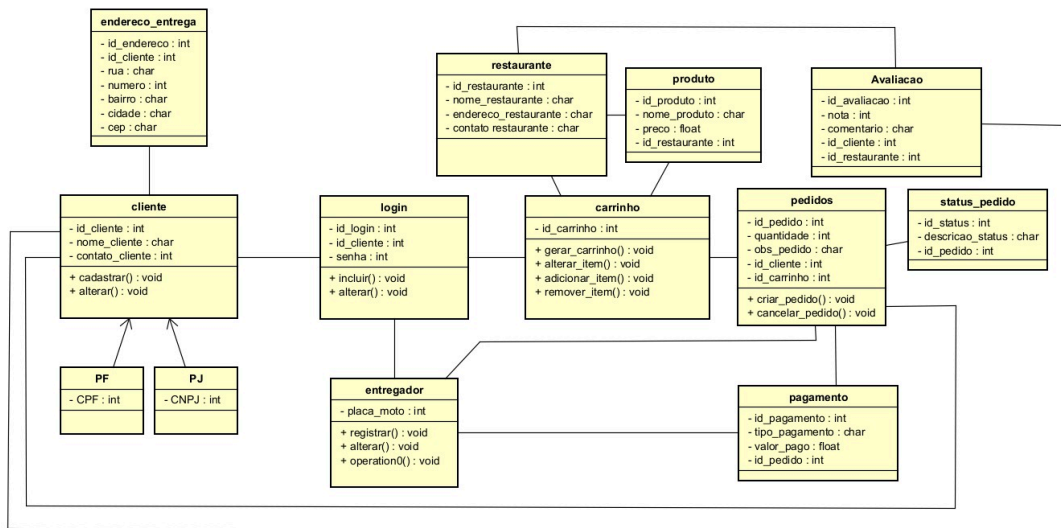 endereco_entrega
- id_endereco : int
- id_cliente : int
- rua : char
- numero : int
- bairro : char
- cidade : char
- cep : char
restaurante
- id_restaurante : int
- nome_restaurante : char
- endereco_restaurante : char
- contato restaurante : char
produto
- id_produto : int
- nome_produto : char
- preco : float
- id_restaurante : int
Avaliacao
- id_avaliacao : int
- nota : int
- comentario : char
- id_cliente : int
- id_restaurante : int
cliente
- id_cliente : int
- nome_cliente : char
- contato_cliente : int
+ cadastrar() : void
+ alterar() : void
login
- id_login : int
- id_cliente : int
- senha : int
+ incluir() : void
+ alterar() : void
carrinho
- id_carrinho : int
+ gerar_carrinho() : void
+ alterar_item() : void
+ adicionar_item() : void
+ remover_item() : void
pedidos
- id_pedido : int
- quantidade : int
- obs_pedido : char
- id_cliente : int
- id_carrinho : int
+ criar_pedido() : void
+ cancelar_pedido() : void
status_pedido
- id_status : int
- descricao_status : char
- id_pedido : int
PF
- CPF : int
PJ
- CNPJ : int
entregador
- placa_moto : int
+ registrar() : void
+ alterar() : void
+ operation0() : void
pagamento
- id_pagamento : int
- tipo_pagamento : char
- valor_pago : float
- id_pedido : int